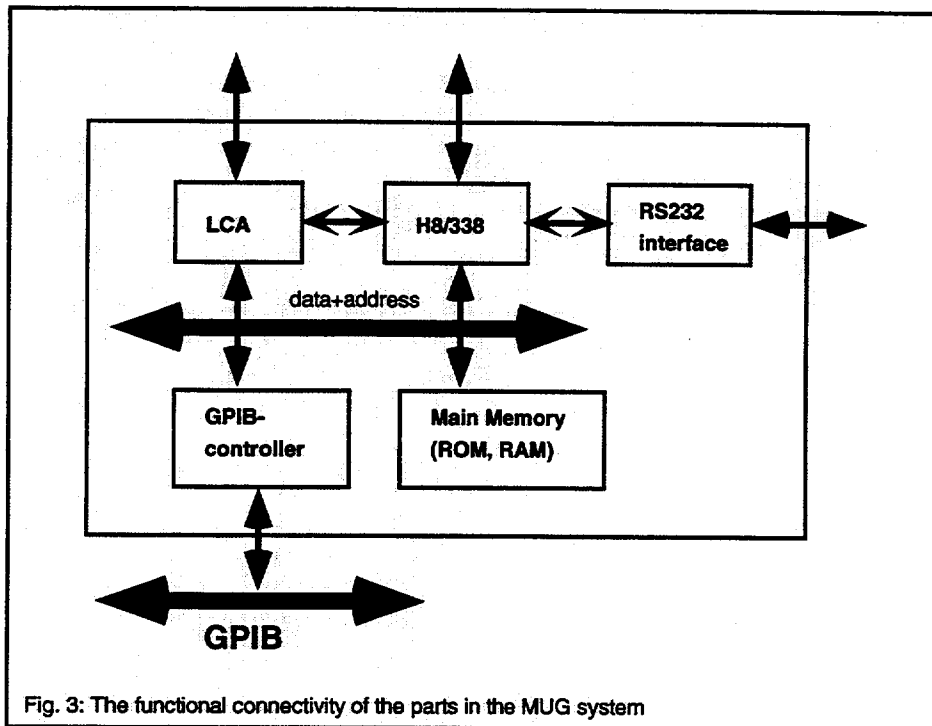 LCA
H8/338
RS232
interface
data+address
GPIB-
controller
Main Memory
(ROM, RAM)
GPIB
Fig. 3: The functional connectivity of the parts in the MUG system